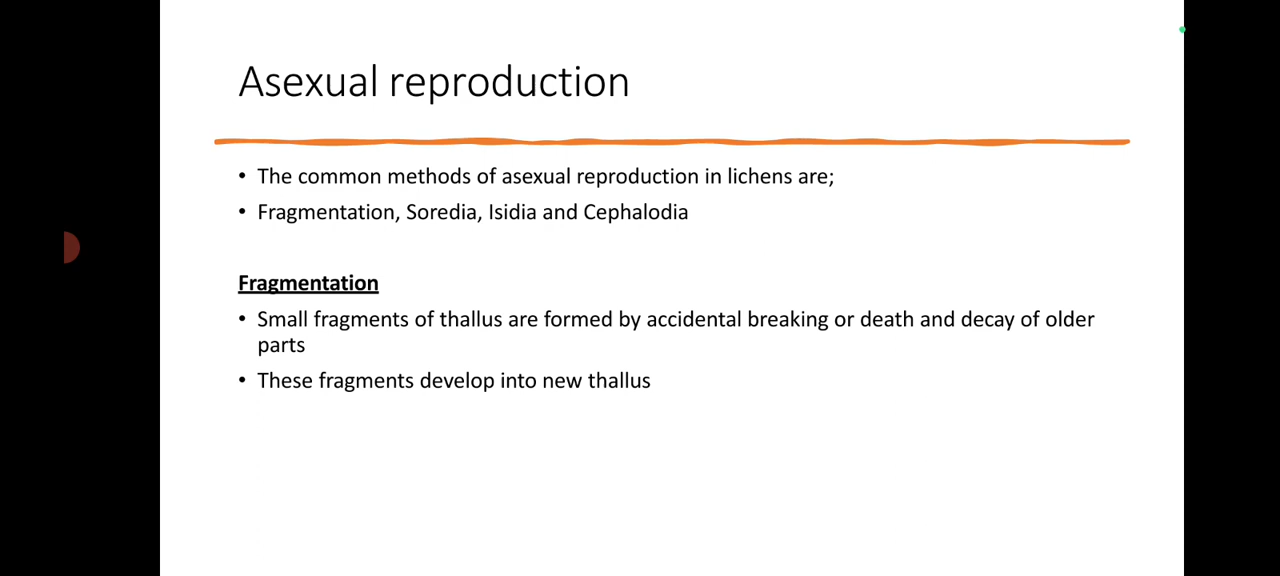 Asexual reproduction
• The common methods of asexual reproduction in lichens are;
• Fragmentation, Soredia, Isidia and Cephalodia
Fragmentation
• Small fragments of thallus are formed by accidental breaking or death and decay of older
parts
• These fragments develop into new thallus